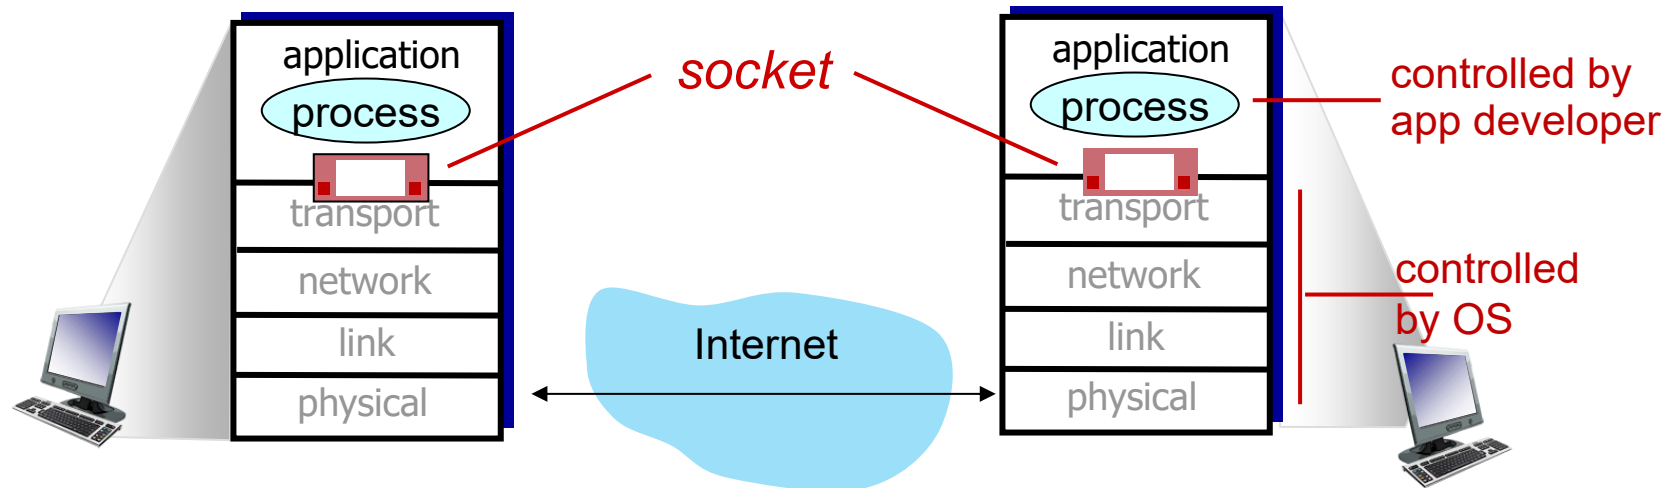 application
process
transport
network
link
physical
socket
Internet
application
process
transport
network
link
physical
controlled by
app developer
controlled
by OS